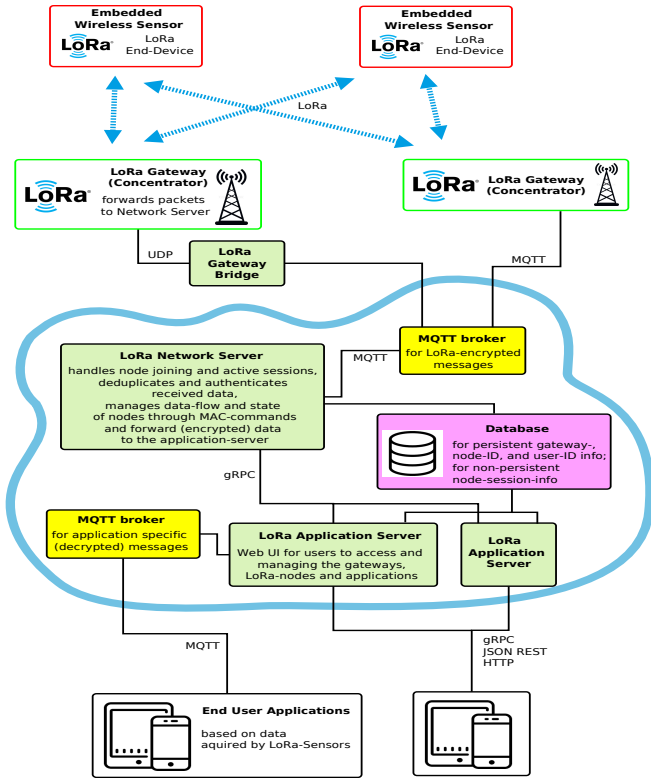 Embedded
Wireless Sensor
LoRa
LoRa
End-Device
Embedded
Wireless Sensor
LoRa
LoRa
End-Device
LoRa
LoRa
LoRa Gateway
(Concentrator)
forwards packets
to Network Server
LoRa
LoRa Gateway
(Concentrator)
UDP
LoRa
Gateway
Bridge
MQTT
MQTT broker
for LoRa-encrypted
messages
MQTT
LoRa Network Server
handles node joining and active sessions,
deduplicates and authenticates
received data,
manages data-flow and state
of nodes through MAC-commands
and forward (encrypted) data
to the application-server
Database
for persistent gateway-,
node-ID, and user-ID info;
for non-persistent
node-session-info
gRPC
MQTT broker
for application specific
(decrypted) messages
LoRa Application Server
Web UI for users to access and
managing the gateways,
LoRa-nodes and applications
LoRa
Application
Server
MQTT
gRPC
JSON REST
HTTP
End User Applications
based on data
aquired by LoRa-Sensors